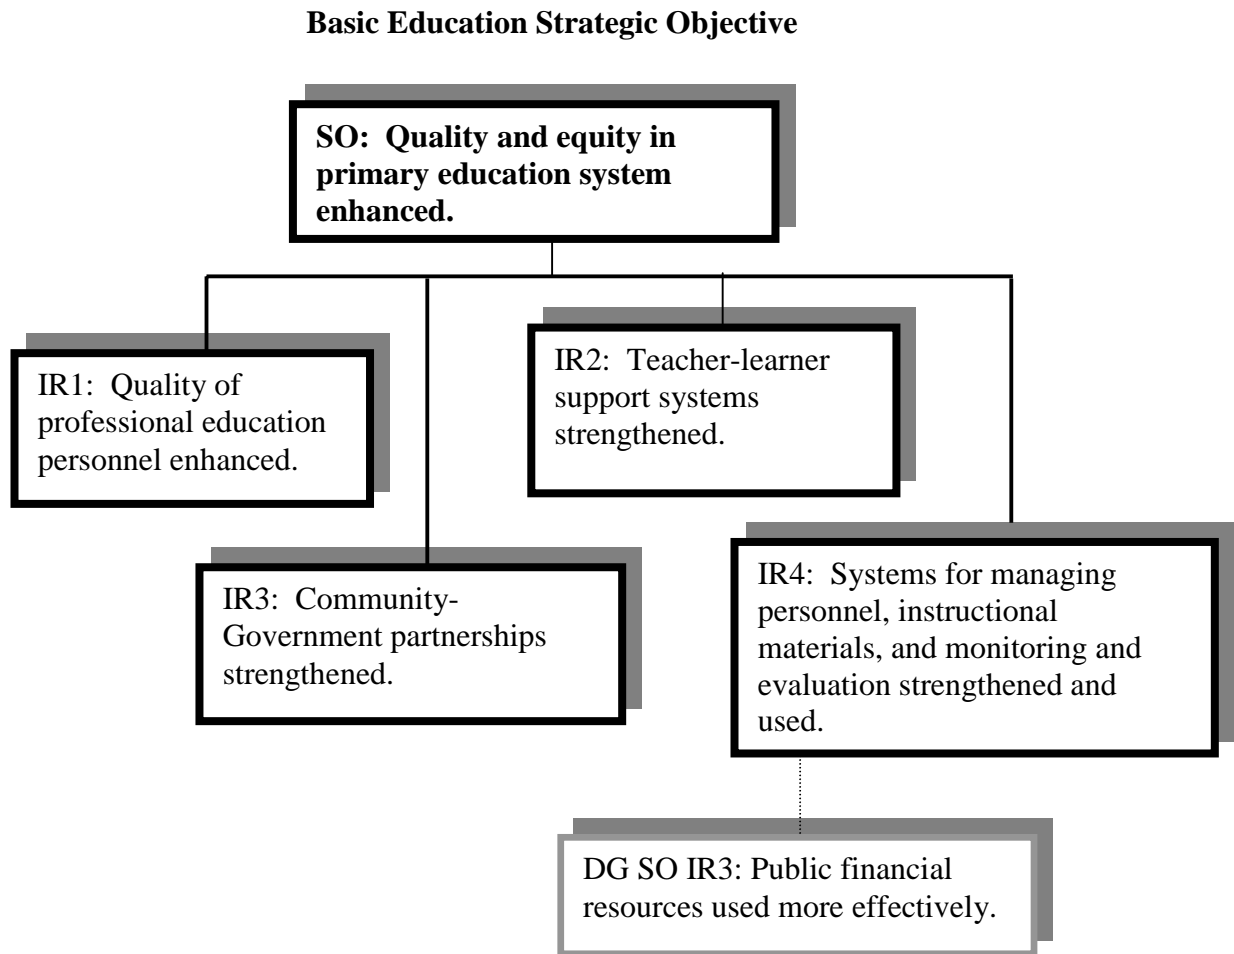 Basic Education Strategic Objective
SO:  Quality and equity in
primary education system
enhanced.
IR1:  Quality of
professional education
personnel enhanced.
IR2:  Teacher-learner
support systems
strengthened.
IR3:  Community-
Government partnerships
strengthened.
IR4:  Systems for managing
personnel, instructional
materials, and monitoring and
evaluation strengthened and
used.
DG SO IR3: Public financial
resources used more effectively.